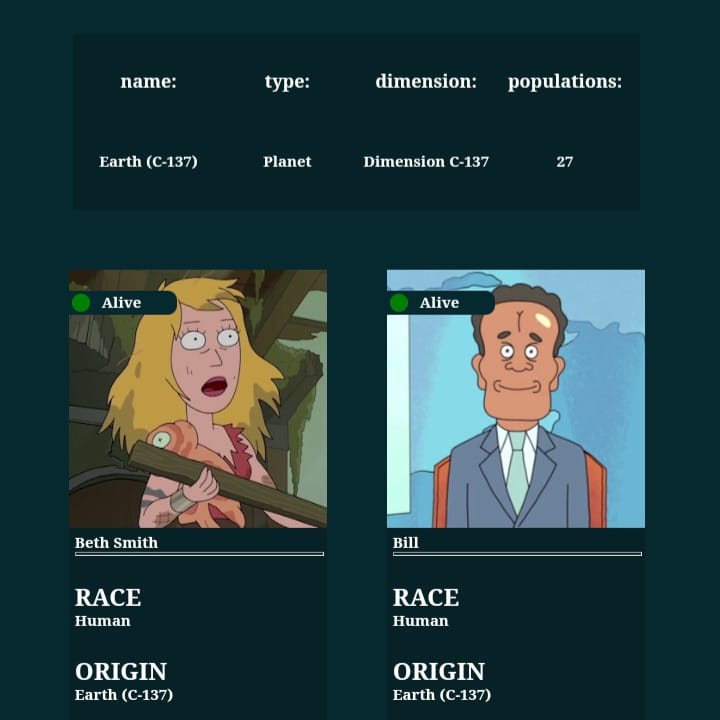 name: type: dimension: populations:
Earth (C-137) Planet Dimension C-137 27
Alive Alive
Beth Smith Bill
RACE RACE
Human Human
ORIGIN ORIGIN
Earth (C-137) Earth (C-137)